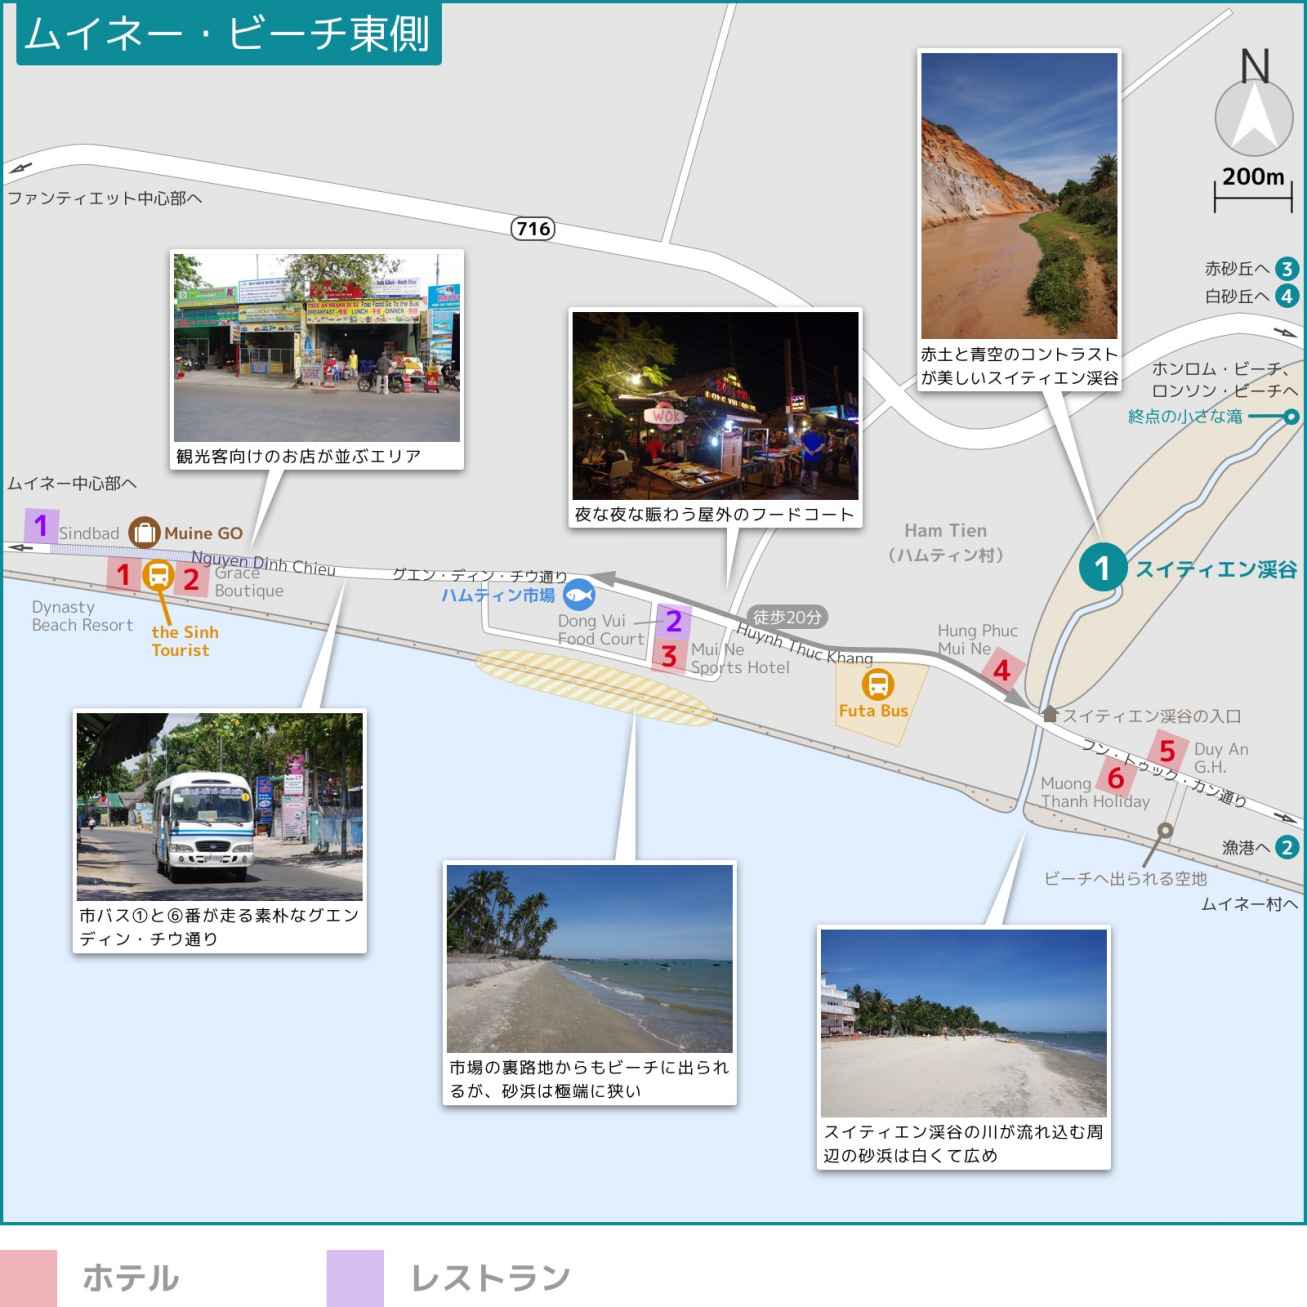 ムイネー・ビーチ東側
N
200m
ファンティエット中心部へ
716
赤砂丘へ 3
白砂丘へ 4
赤土と青空のコントラスト
が美しいスイティエン渓谷
ホンロム・ビーチ、
ロンソン・ビーチへ
終点の小さな滝
観光客向けのお店が並ぶエリア
WOK
夜な夜な賑わう屋外のフードコート
ムイネー中心部へ
1 Sindbad
Muine GO
Nguyen Dinh Chieu
グエン・ディン・チウ通り
Ham Tien
（ハムティン村）
1 スイティエン渓谷
1
2 Grace
Boutique
Dynasty
Beach Resort
the Sinh
Tourist
ハムティン市場
Dong Vui
Food Court
2
3 Mui Ne
Sports Hotel
徒歩20分
Huynh Thuc Khang
Futa Bus
Hung Phuc
Mui Ne
4
スイティエン渓谷の入口
フン・トゥック・カン通り
5 Duy An
G.H.
Muong
Thanh Holiday
6
漁港へ 2
ビーチへ出られる空地
ムイネー村へ
市バス①と⑥番が走る素朴なグエン
ディン・チウ通り
市場の裏路地からもビーチに出られ
るが、砂浜は極端に狭い
スイティエン渓谷の川が流れ込む周
辺の砂浜は白くて広め
ホテル
レストラン